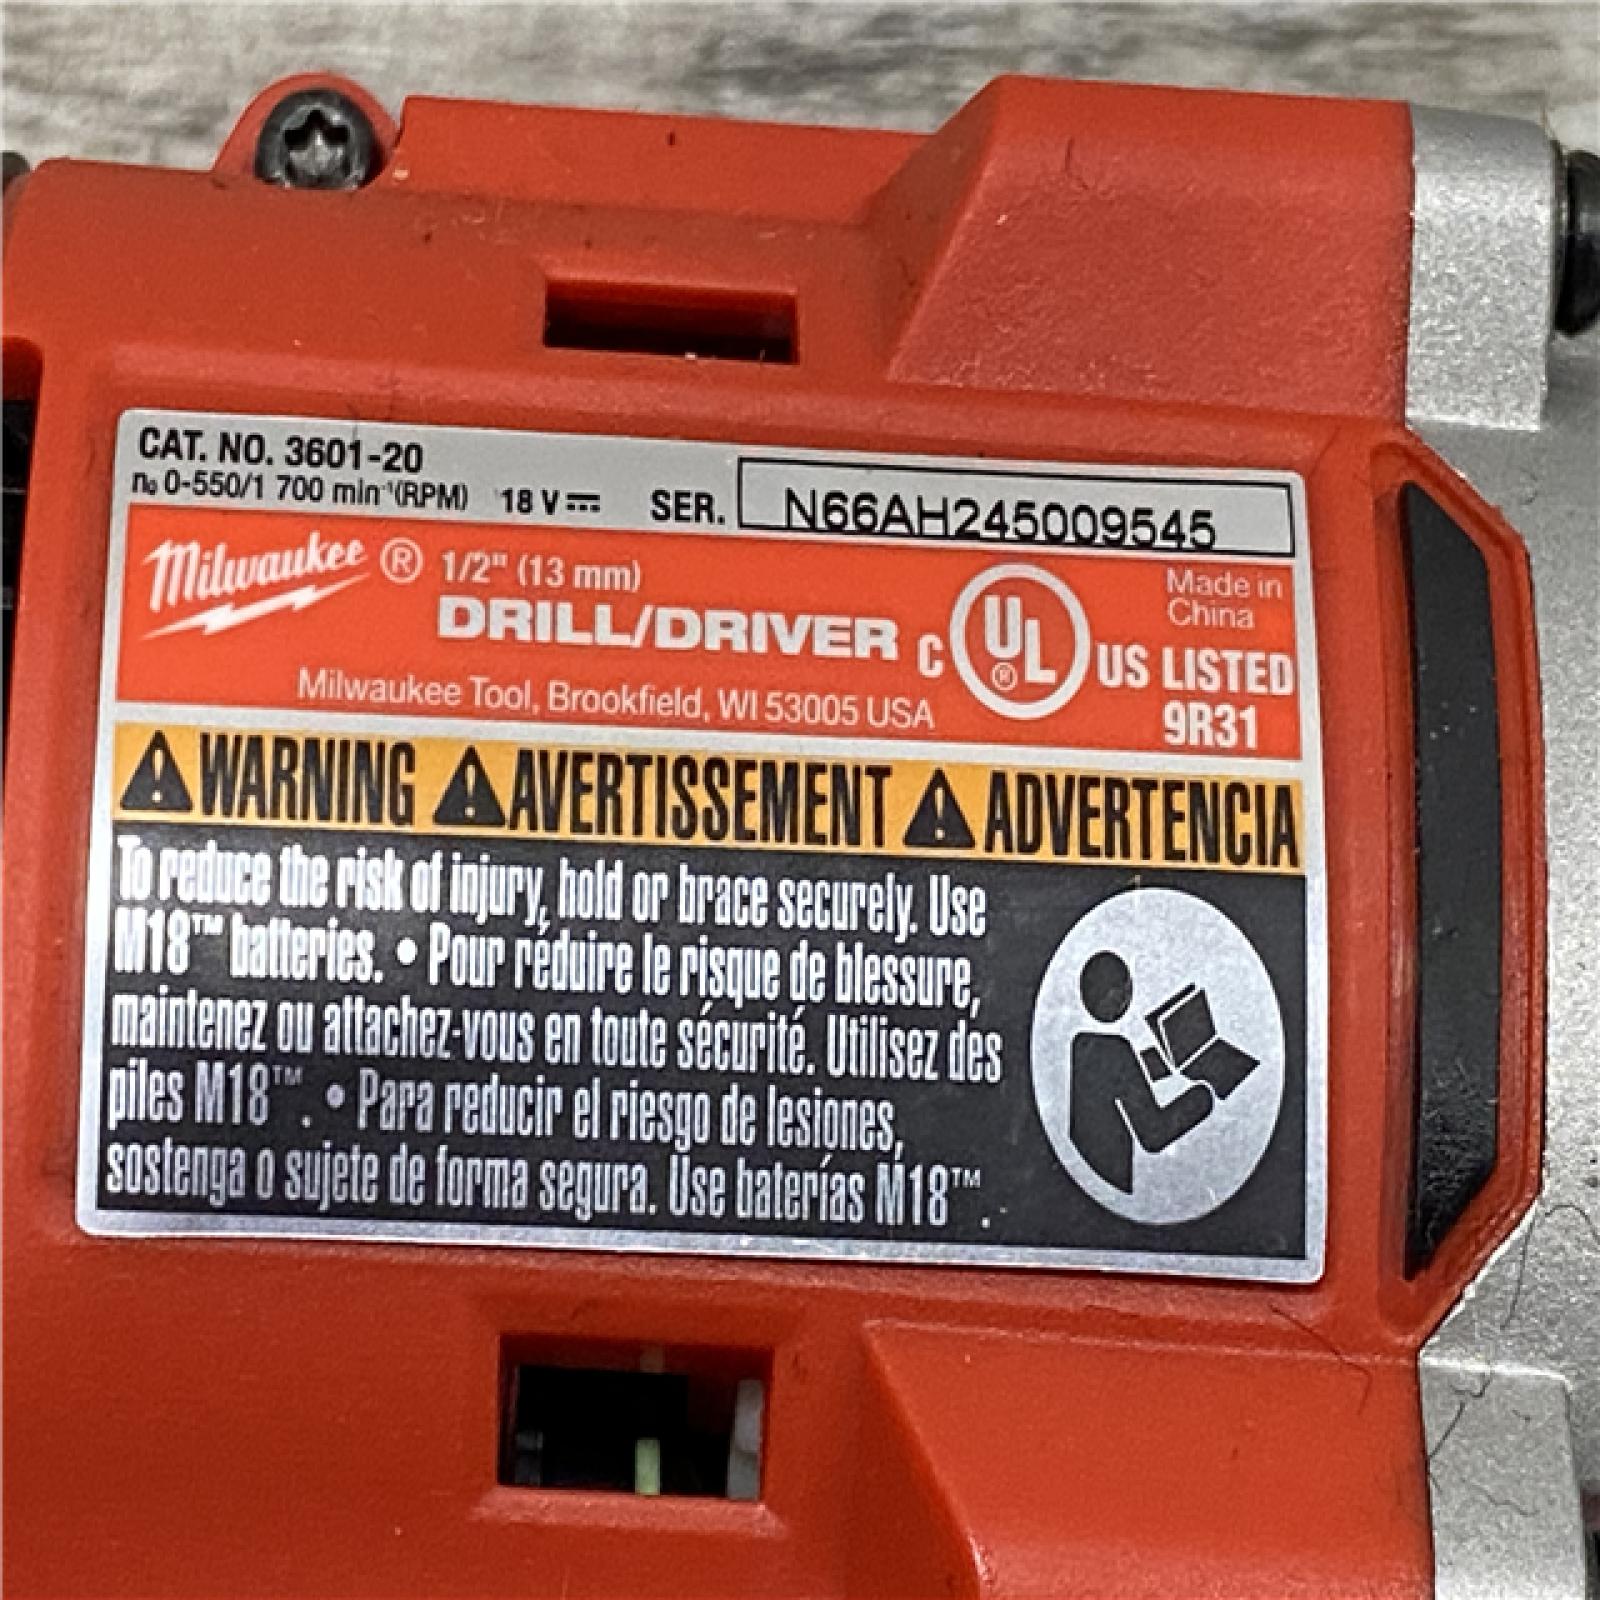 CAT. NO. 3601-20
n₀ 0-550/1 700 min⁻¹(RPM) 18 V⎓ SER. N66AH245009545
Milwaukee ® 1/2" (13 mm)
DRILL/DRIVER
Milwaukee Tool, Brookfield, WI 53005 USA
C UL ® US LISTED
9R31
Made in
China
WARNING AVERTISSEMENT ADVERTENCIA
To reduce the risk of injury, hold or brace securely. Use
M18™ batteries. • Pour réduire le risque de blessure,
maintenez ou attachez-vous en toute sécurité. Utilisez des
piles M18™. • Para reducir el riesgo de lesiones,
sostenga o sujete de forma segura. Use baterías M18™.